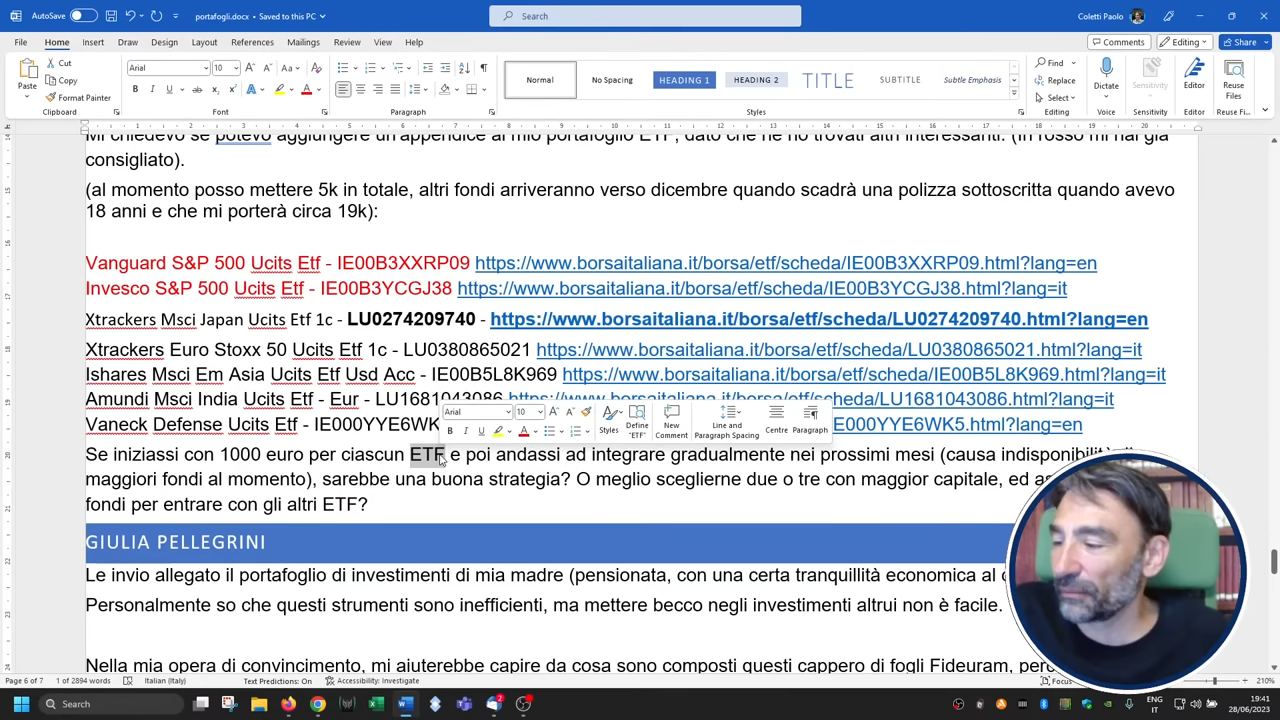 AutoSave Off
portafogli.docx • Saved to this PC
Search
Coletti Paolo
File Home Insert Draw Design Layout References Mailings Review View Help
Comments Editing Share
Paste
Cut
Copy
Format Painter
Clipboard
Arial 10
Font
Paragraph
Normal
No Spacing
HEADING 1
HEADING 2
TITLE
SUBTITLE
Subtle Emphasis
Styles
Find
Replace
Select
Editing
Dictate
Voice
Sensitivity
Sensitivity
Editor
Editor
Reuse Files
Reuse Fi...
consigliato).
(al momento posso mettere 5k in totale, altri fondi arriveranno verso dicembre quando scadrà una polizza sottoscritta quando avevo
18 anni e che mi porterà circa 19k):
Vanguard S&P 500 Ucits Etf - IE00B3XXRP09 https://www.borsaitaliana.it/borsa/etf/scheda/IE00B3XXRP09.html?lang=en
Invesco S&P 500 Ucits Etf - IE00B3YCGJ38 https://www.borsaitaliana.it/borsa/etf/scheda/IE00B3YCGJ38.html?lang=it
Xtrackers Msci Japan Ucits Etf 1c - LU0274209740 - https://www.borsaitaliana.it/borsa/etf/scheda/LU0274209740.html?lang=en
Xtrackers Euro Stoxx 50 Ucits Etf 1c - LU0380865021 https://www.borsaitaliana.it/borsa/etf/scheda/LU0380865021.html?lang=it
Ishares Msci Em Asia Ucits Etf Usd Acc - IE00B5L8K969 https://www.borsaitaliana.it/borsa/etf/scheda/IE00B5L8K969.html?lang=it
Amundi Msci India Ucits Etf - Eur - LU1681043086 https://www.borsaitaliana.it/borsa/etf/scheda/LU1681043086.html?lang=it
Arial 10
Styles
Define "ETF"
New Comment
Line and Paragraph Spacing
Centre
Paragraph
Vaneck Defense Ucits Etf - IE000YYE6WK E000YYE6WK5.html?lang=en
Se iniziassi con 1000 euro per ciascun ETF e poi andassi ad integrare gradualmente nei prossimi mesi (causa indisponibilità di
maggiori fondi al momento), sarebbe una buona strategia? O meglio sceglierne due o tre con maggior capitale, ed as
fondi per entrare con gli altri ETF?
GIULIA PELLEGRINI
Le invio allegato il portafoglio di investimenti di mia madre (pensionata, con una certa tranquillità economica al
Personalmente so che questi strumenti sono inefficienti, ma mettere becco negli investimenti altrui non è facile.
Nella mia opera di convincimento, mi aiuterebbe capire da cosa sono composti questi cappero di fogli Fideuram, per
Page 6 of 7
1 of 2894 words
Italian (Italy)
Text Predictions: On
Accessibility: Investigate
Focus
210%
Search
ENG
IT
19:41
28/06/2023